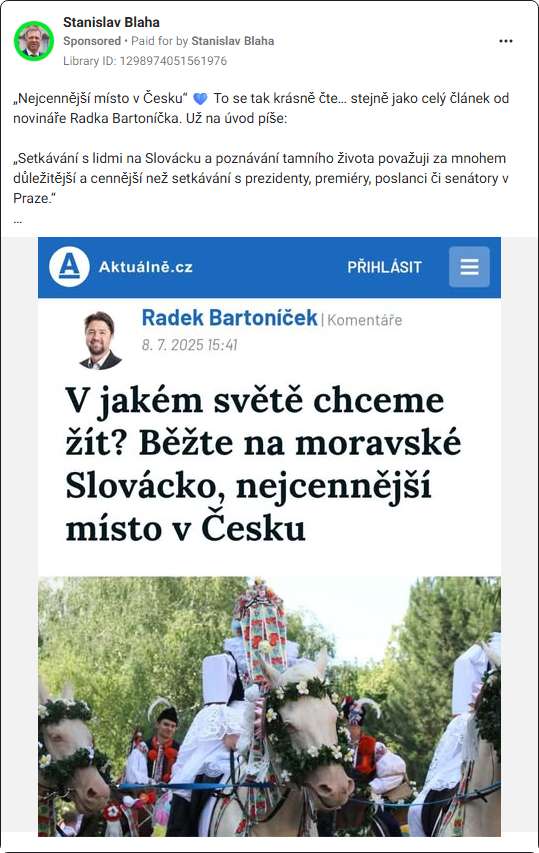 Stanislav Blaha
Sponsored • Paid for by Stanislav Blaha
Library ID: 1298974051561976
„Nejcennější místo v Česku“ 💙 To se tak krásně čte… stejně jako celý článek od
novináře Radka Bartoníčka. Už na úvod píše:
„Setkávání s lidmi na Slovácku a poznávání tamního života považuji za mnohem
důležitější a cennější než setkávání s prezidenty, premiéry, poslanci či senátory v
Praze.“
...
A Aktuálně.cz PŘIHLÁSIT
Radek Bartoníček | Komentáře
8. 7. 2025 15:41
V jakém světě chceme
žít? Běžte na moravské
Slovácko, nejcennější
místo v Česku